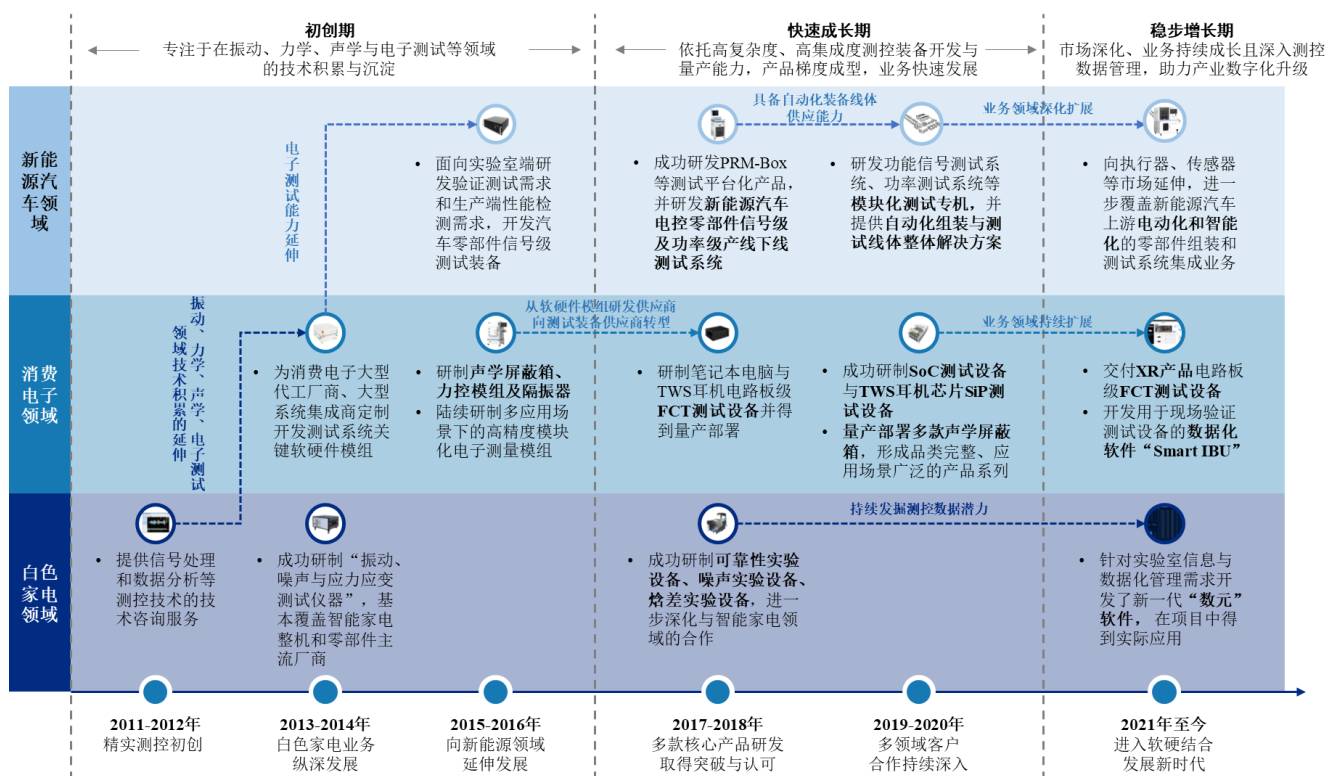 初创期
专注于在振动、力学、声学与电子测试等领域
的技术积累与沉淀
快速成长期
依托高复杂度、高集成度测控装备开发与
量产能力，产品梯度成型，业务快速发展
稳步增长期
市场深化、业务持续成长且深入测控
数据管理，助力产业数字化升级
新能
源汽
车领
域
电子测试能力延伸
• 面向实验室端研
发验证测试需求
和生产端性能检
测需求，开发汽
车零部件信号级
测试装备
具备自动化装备线体
供应能力
• 成功研发PRM-Box
等测试平台化产品，
并研发新能源汽车
电控零部件信号级
及功率级产线下线
测试系统
业务领域深化扩展
• 研发功能信号测试系
统、功率测试系统等
模块化测试专机，并
提供自动化组装与测
试线体整体解决方案
• 向执行器、传感器
等市场延伸，进一
步覆盖新能源汽车
上游电动化和智能
化的零部件组装和
测试系统集成业务
消费
电子
领域
振动、力学、声学、电子测试
领域技术积累的延伸
• 为消费电子大型
代工厂商、大型
系统集成商定制
开发测试系统关
键软硬件模组
从软硬件模组研发供应商
向测试装备供应商转型
• 研制声学屏蔽箱、
力控模组及隔振器
• 陆续研制多应用场
景下的高精度模块
化电子测量模组
• 研制笔记本电脑与
TWS耳机电路板级
FCT测试设备并得
到量产部署
业务领域持续扩展
• 成功研制SoC测试设备
与TWS耳机芯片SiP测
试设备
• 量产部署多款声学屏蔽
箱，形成品类完整、应
用场景广泛的产品系列
• 交付XR产品电路板
级FCT测试设备
• 开发用于现场验证
测试设备的数据化
软件“Smart IBU”
白色
家电
领域
• 提供信号处理
和数据分析等
测控技术的技
术咨询服务
• 成功研制“振动、
噪声与应力应变
测试仪器”，基
本覆盖智能家电
整机和零部件主
流厂商
持续发掘测控数据潜力
• 成功研制可靠性实验
设备、噪声实验设备、
焓差实验设备，进一
步深化与智能家电领
域的合作
• 针对实验室信息与
数据化管理需求开
发了新一代“数元”
软件，在项目中得
到实际应用
2011-2012年
精实测控初创
2013-2014年
白色家电业务
纵深发展
2015-2016年
向新能源领域
延伸发展
2017-2018年
多款核心产品研发
取得突破与认可
2019-2020年
多领域客户
合作持续深入
2021年至今
进入软硬结合
发展新时代